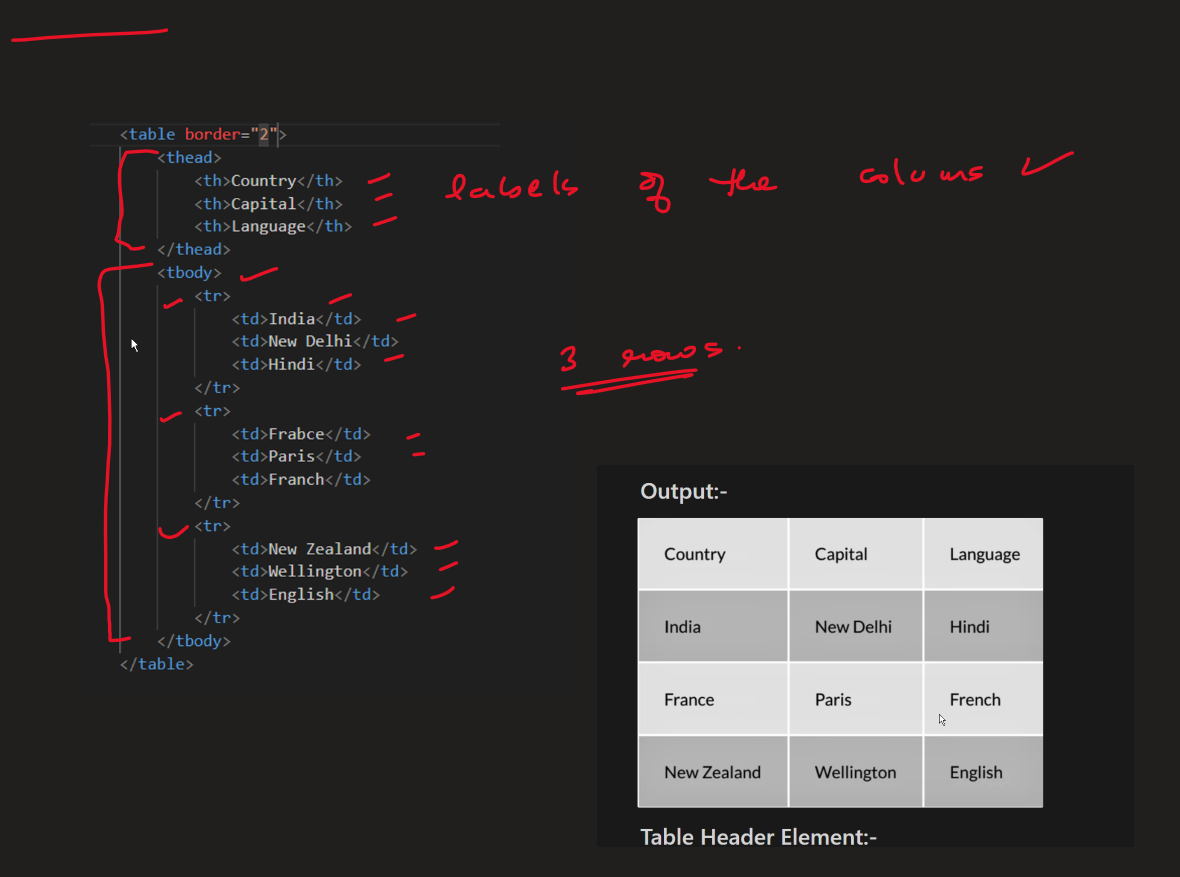 <table border="2">
<thead>
<th>Country</th>
<th>Capital</th>
<th>Language</th>
labels of the colums
</thead>
<tbody>
<tr>
<td>India</td>
<td>New Delhi</td>
<td>Hindi</td>
3 rows.
</tr>
<tr>
<td>Frabce</td>
<td>Paris</td>
<td>Franch</td>
</tr>
<tr>
<td>New Zealand</td>
<td>Wellington</td>
<td>English</td>
</tr>
</tbody>
</table>
Output:-
Country Capital Language
India New Delhi Hindi
France Paris French
New Zealand Wellington English
Table Header Element:-